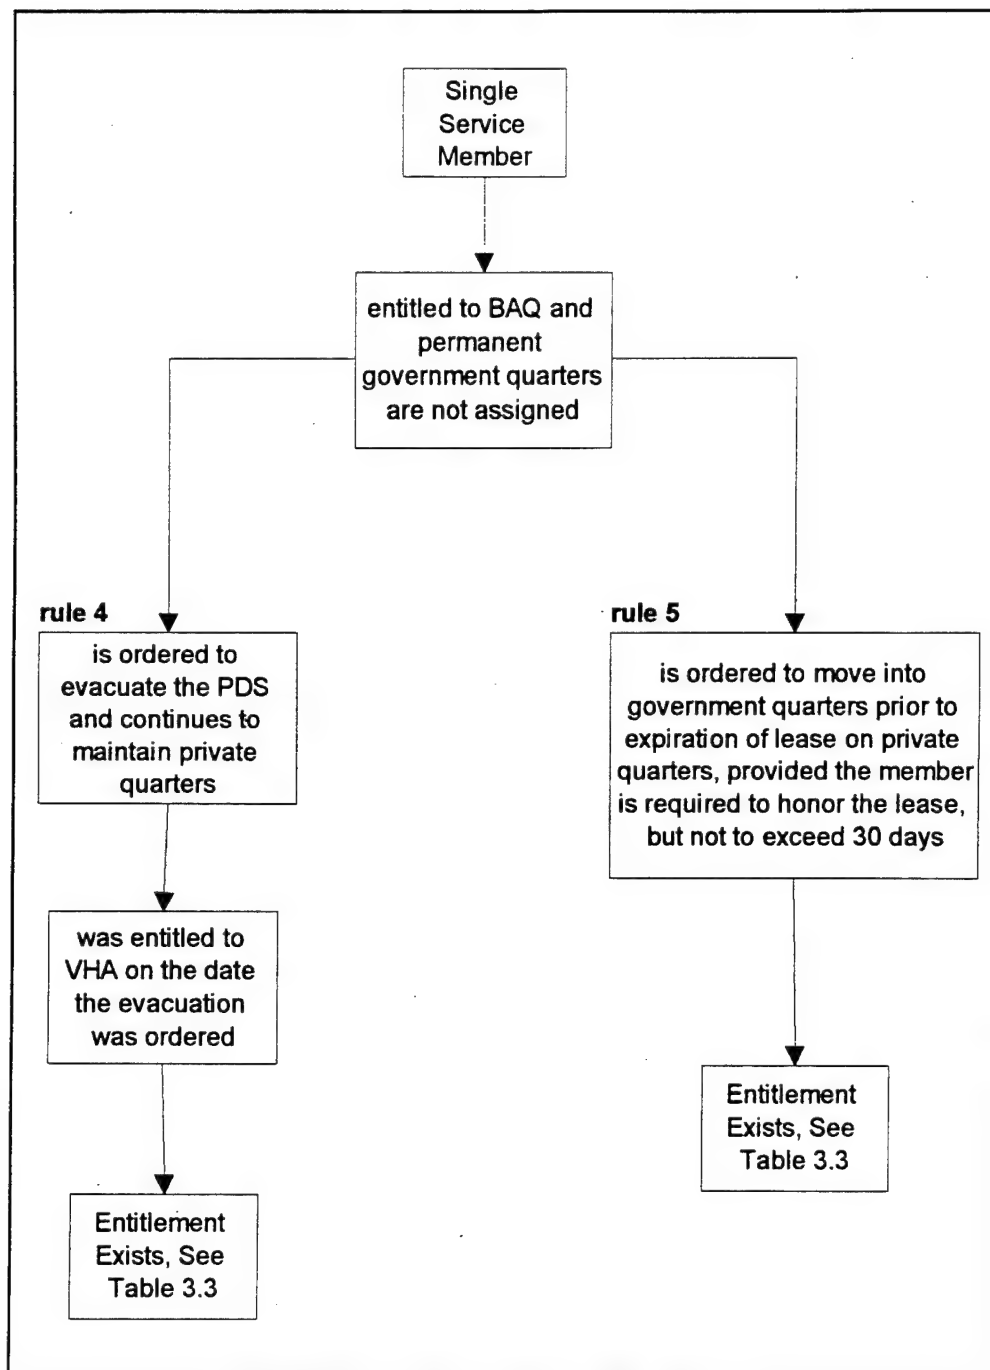 Single
Service
Member
entitled to BAQ and
permanent
government quarters
are not assigned
rule 4
is ordered to
evacuate the PDS
and continues to
maintain private
quarters
was entitled to
VHA on the date
the evacuation
was ordered
Entitlement
Exists, See
Table 3.3
rule 5
is ordered to move into
government quarters prior to
expiration of lease on private
quarters, provided the member
is required to honor the lease,
but not to exceed 30 days
Entitlement
Exists, See
Table 3.3